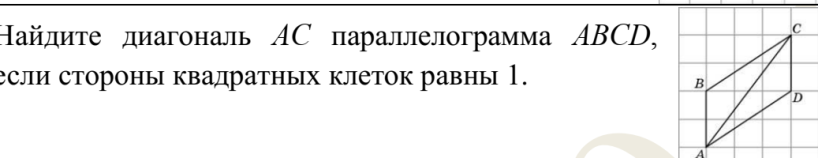 Найдите диагональ AC параллелограмма ABCD,
если стороны квадратных клеток равны 1.
C
B
D
A